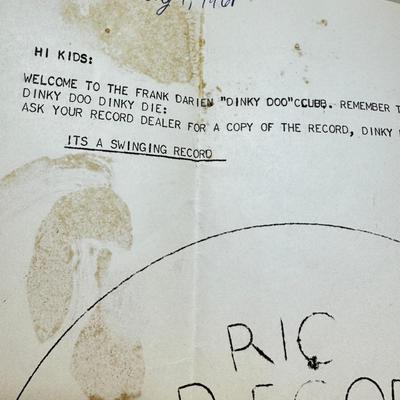 HI KIDS:
WELCOME TO THE FRANK DARIEN "DINKY DOO"CCUBB. REMEMBER
DINKY DOO DINKY DIE:
ASK YOUR RECORD DEALER FOR A COPY OF THE RECORD, DINKY
ITS A SWINGING RECORD
RIC